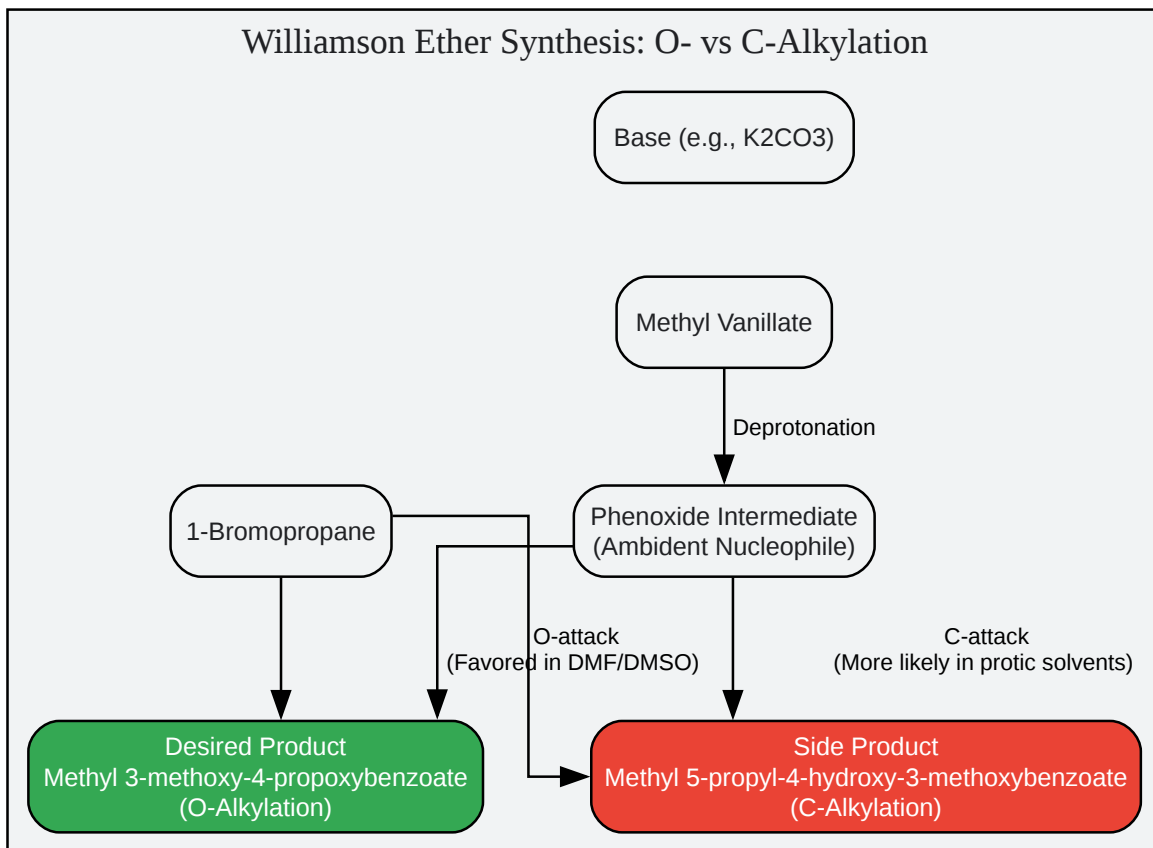 Williamson Ether Synthesis: O- vs C-Alkylation
Base (e.g., K2CO3)
Methyl Vanillate
Deprotonation
1-Bromopropane
Phenoxide Intermediate
(Ambident Nucleophile)
O-attack
(Favored in DMF/DMSO)
C-attack
(More likely in protic solvents)
Desired Product
Methyl 3-methoxy-4-propoxybenzoate
(O-Alkylation)
Side Product
Methyl 5-propyl-4-hydroxy-3-methoxybenzoate
(C-Alkylation)